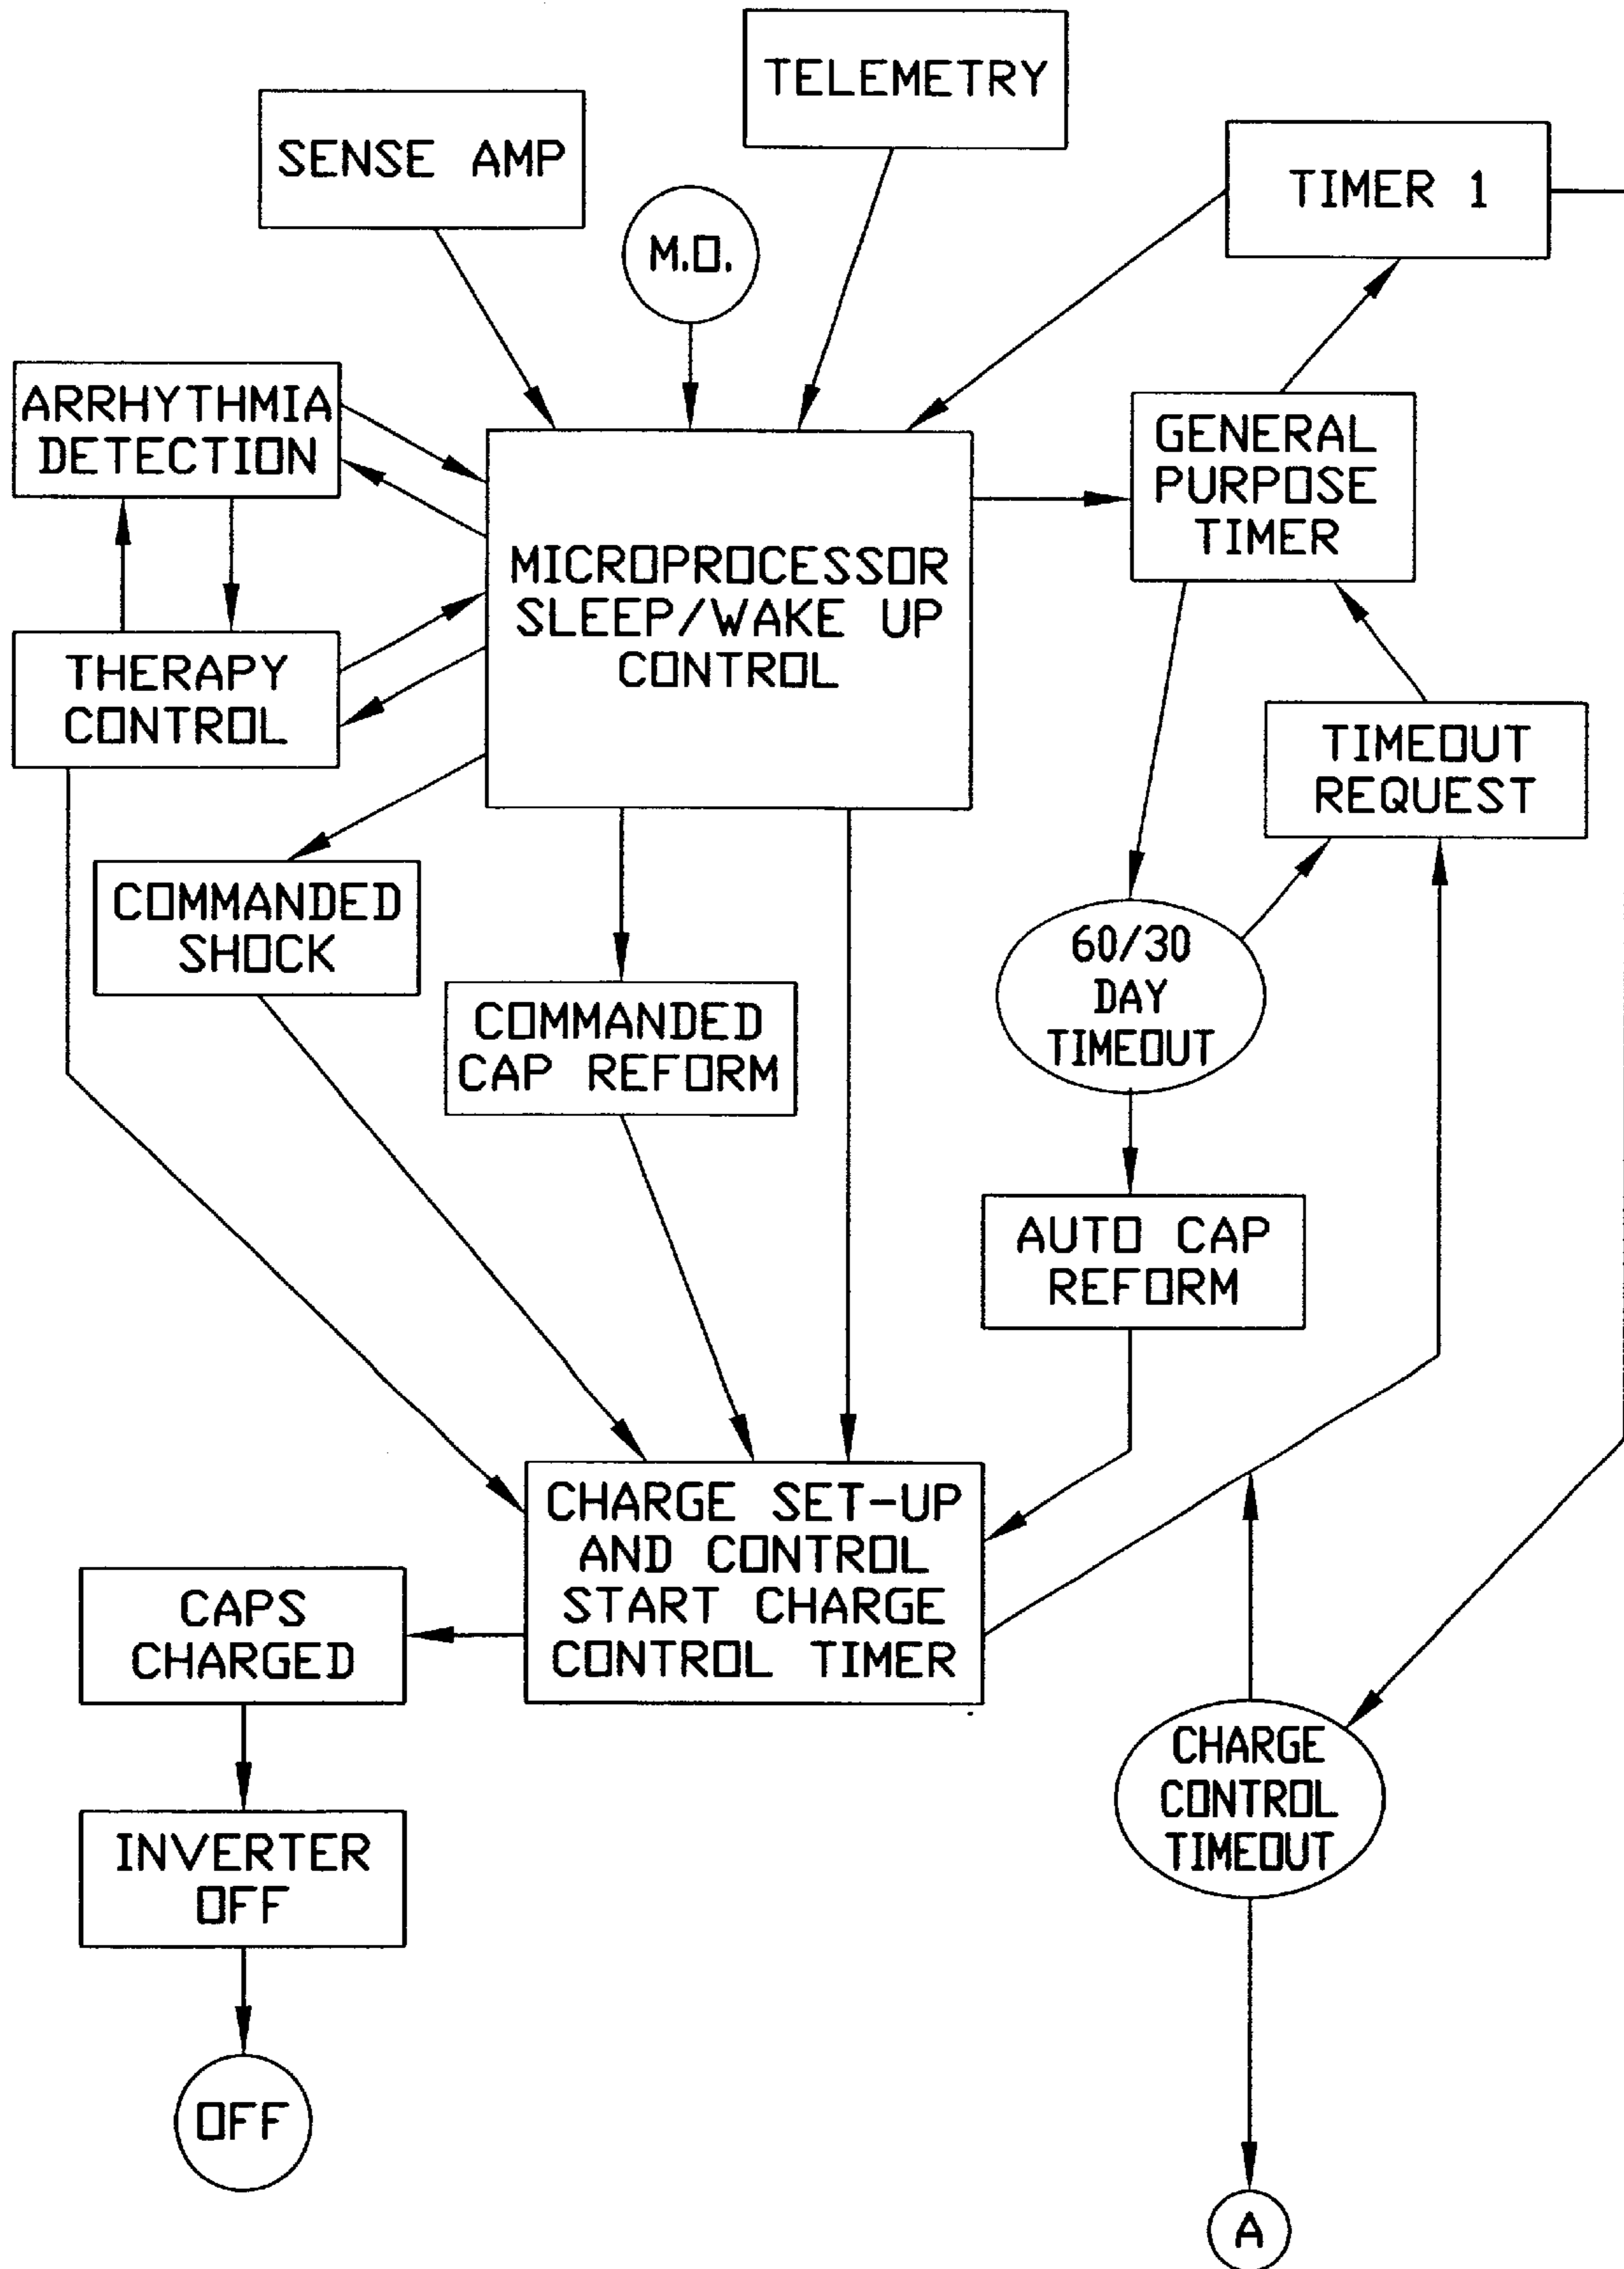 TELEMETRY
SENSE AMP
TIMER 1
M.O.
ARRHYTHMIA
DETECTION
GENERAL
PURPOSE
TIMER
MICROPROCESSOR
SLEEP/WAKE UP
CONTROL
THERAPY
CONTROL
TIMEOUT
REQUEST
COMMANDED
SHOCK
60/30
DAY
TIMEOUT
COMMANDED
CAP REFORM
AUTO CAP
REFORM
CHARGE SET-UP
AND CONTROL
START CHARGE
CONTROL TIMER
CAPS
CHARGED
CHARGE
CONTROL
TIMEOUT
INVERTER
OFF
OFF
A